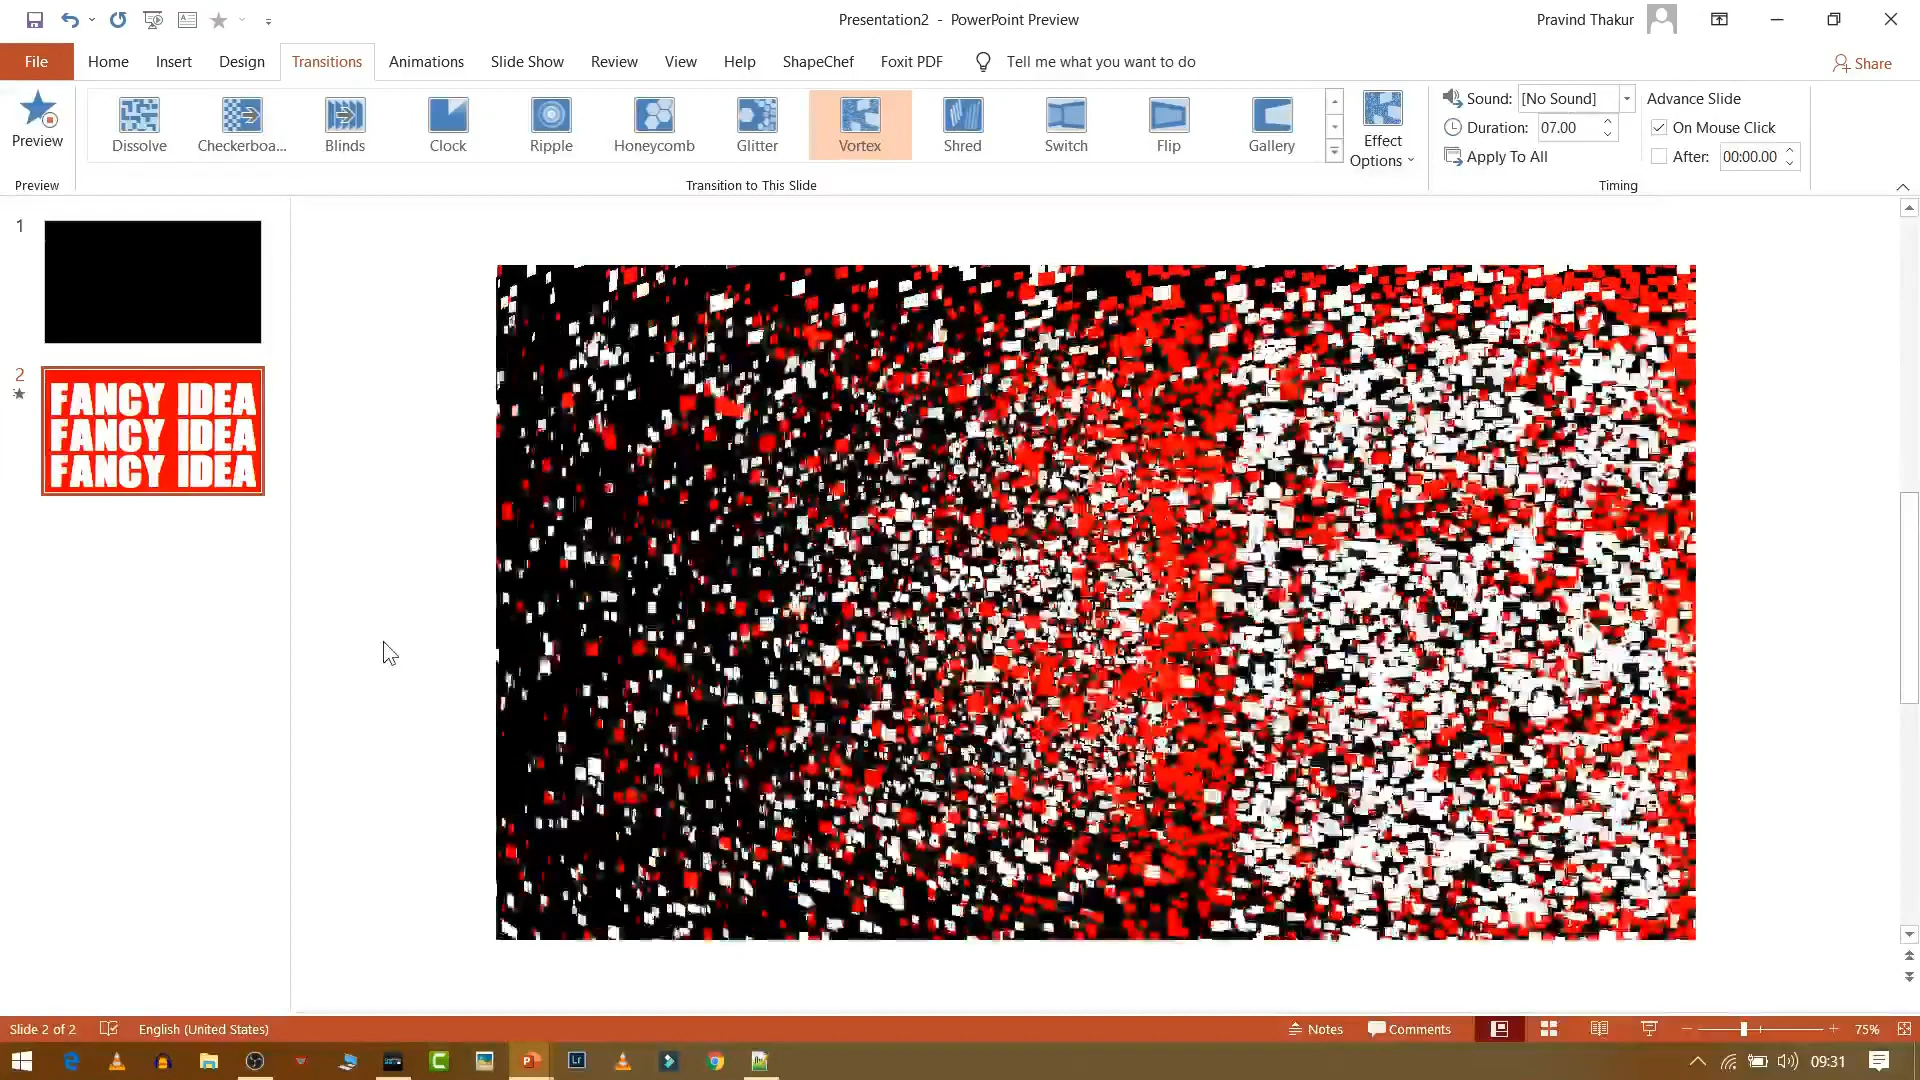 Presentation2 - PowerPoint Preview
Pravind Thakur
File Home Insert Design Transitions Animations Slide Show Review View Help ShapeChef Foxit PDF Tell me what you want to do
Share
Preview
Preview
Dissolve Checkerboa... Blinds Clock Ripple Honeycomb Glitter Vortex Shred Switch Flip Gallery
Transition to This Slide
Effect
Options
Sound: [No Sound]
Duration: 07.00
Apply To All
Advance Slide
On Mouse Click
After: 00:00.00
Timing
1
2
FANCY IDEA
FANCY IDEA
FANCY IDEA
Slide 2 of 2 English (United States)
Notes Comments 75%
Lr
09:31